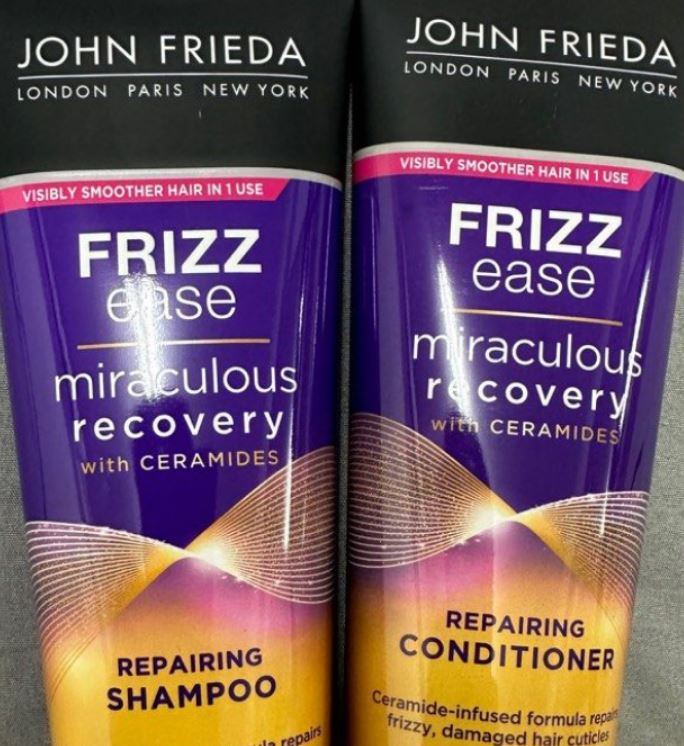 JOHN FRIEDA
LONDON PARIS NEW YORK
VISIBLY SMOOTHER HAIR IN 1 USE
FRIZZ
ease
miraculous
recovery
with CERAMIDES
REPAIRING
SHAMPOO
repairs
JOHN FRIEDA
LONDON PARIS NEW YORK
VISIBLY SMOOTHER HAIR IN 1 USE
FRIZZ
ease
miraculous
recovery
with CERAMIDES
REPAIRING
CONDITIONER
Ceramide-infused formula repairs
frizzy, damaged hair cuticles